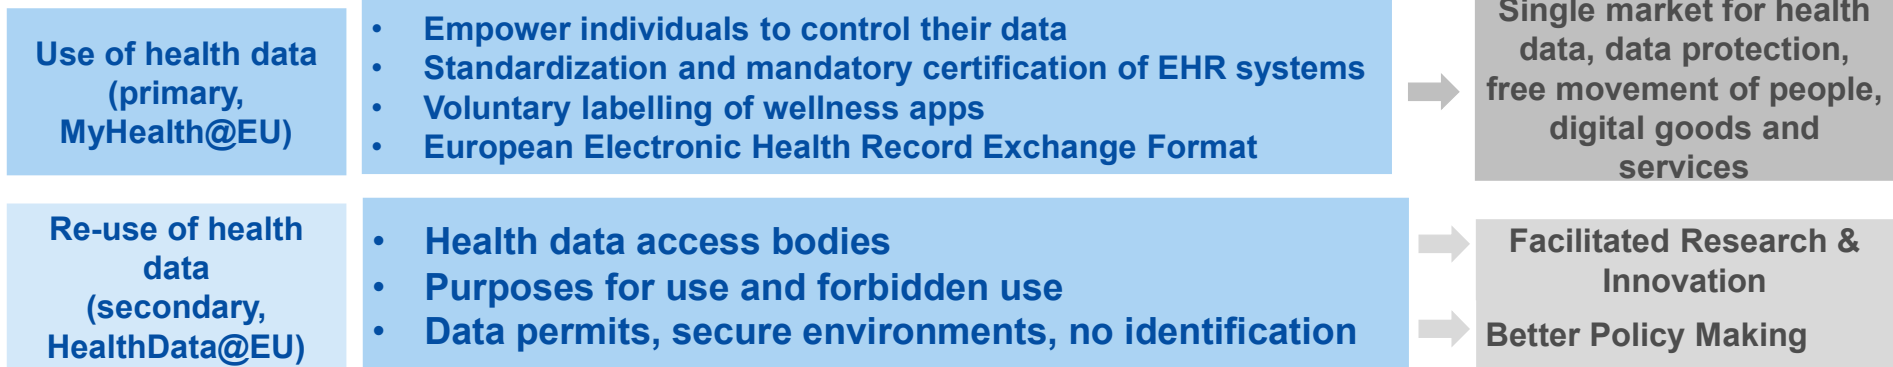 Use of health data
(primary,
MyHealth@EU)
• Empower individuals to control their data
• Standardization and mandatory certification of EHR systems
• Voluntary labelling of wellness apps
• European Electronic Health Record Exchange Format
Single market for health
data, data protection,
free movement of people,
digital goods and
services
Re-use of health
data
(secondary,
HealthData@EU)
• Health data access bodies
• Purposes for use and forbidden use
• Data permits, secure environments, no identification
Facilitated Research &
Innovation
Better Policy Making